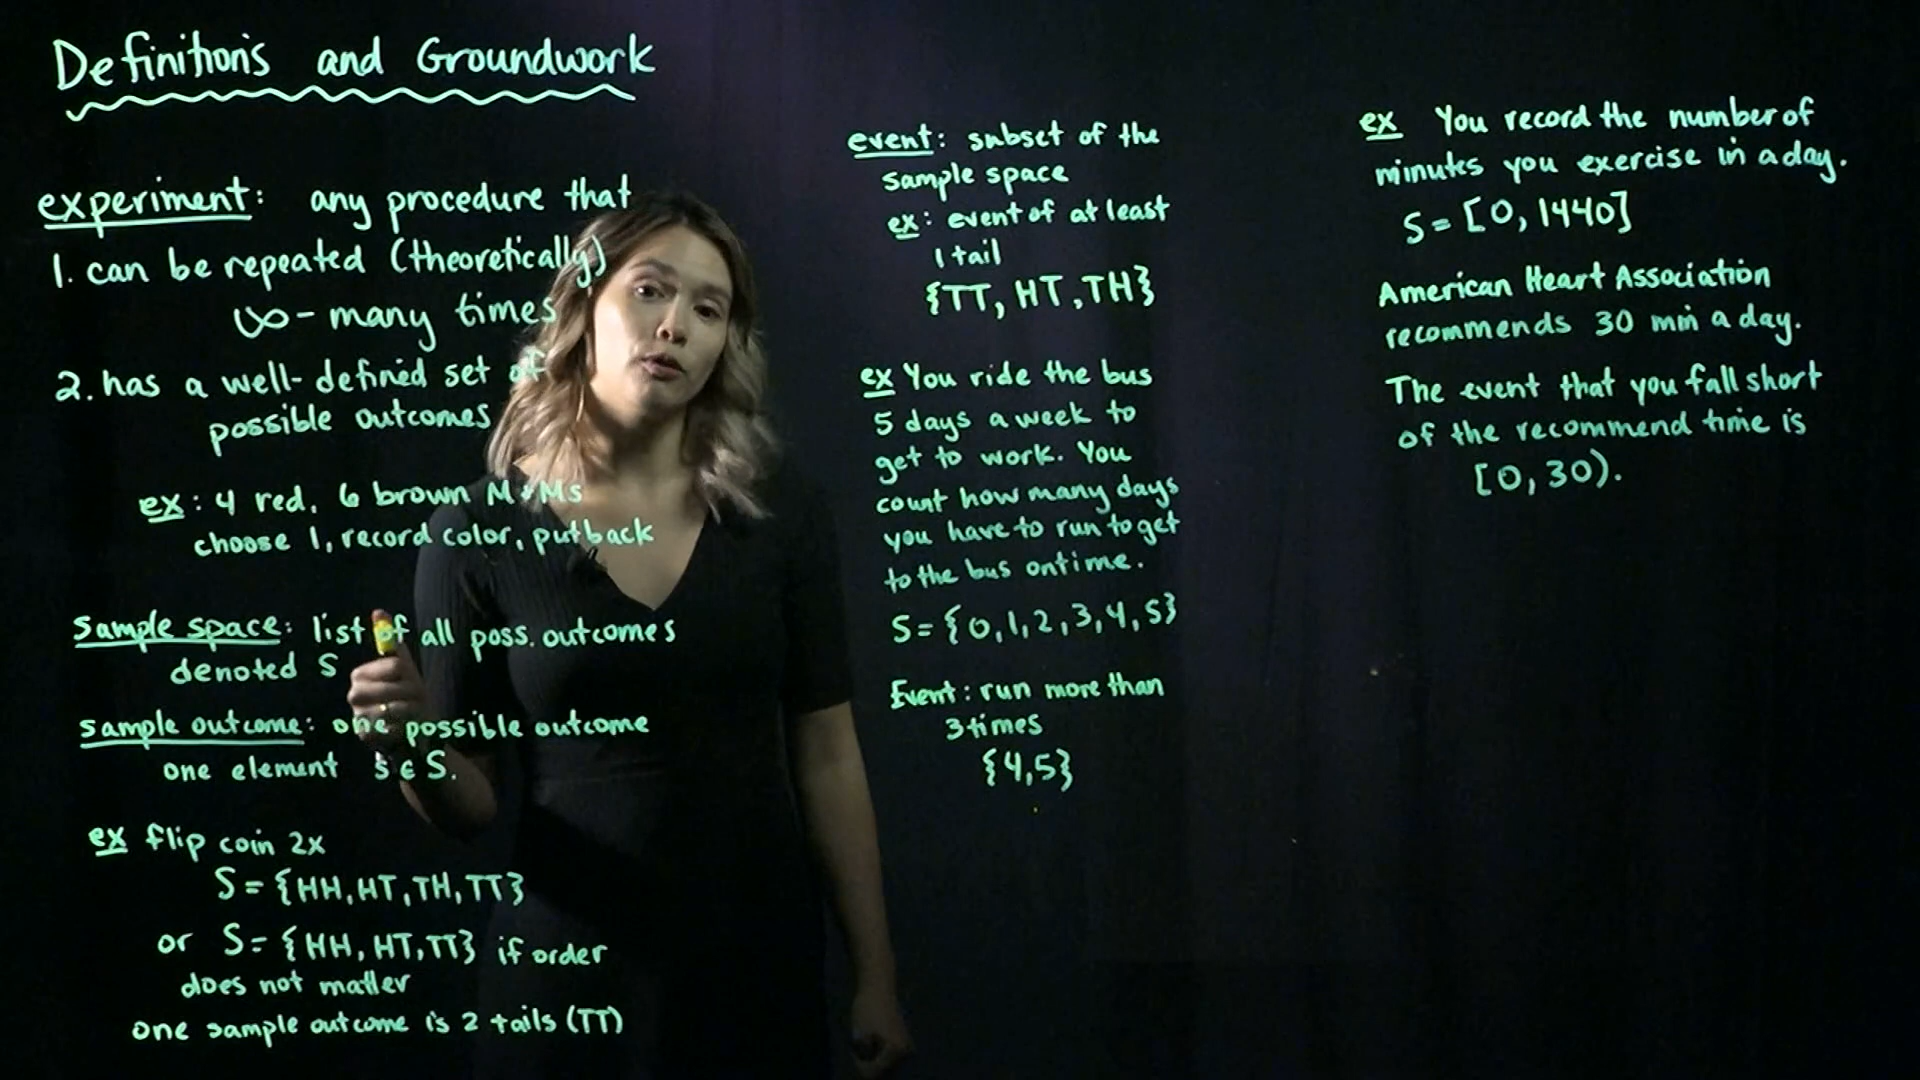 Definitions and Groundwork
experiment: any procedure that
1. can be repeated (theoretically)
∞-many times
2. has a well-defined set of
possible outcomes
ex: 4 red, 6 brown M&Ms
choose 1, record color, put back
Sample space: list of all poss. outcomes
denoted S
sample outcome: one possible outcome
one element s ∈ S.
ex flip coin 2x
S = {HH, HT, TH, TT}
or S = {HH, HT, TT} if order
does not matter
one sample outcome is 2 tails (TT)
event: subset of the
sample space
ex: event of at least
1 tail
{TT, HT, TH}
ex You ride the bus
5 days a week to
get to work. You
count how many days
you have to run to get
to the bus on time.
S = {0, 1, 2, 3, 4, 5}
Event: run more than
3 times
{4,5}
ex You record the number of
minutes you exercise in a day.
S = [0, 1440]
American Heart Association
recommends 30 min a day.
The event that you fall short
of the recommend time is
[0, 30).